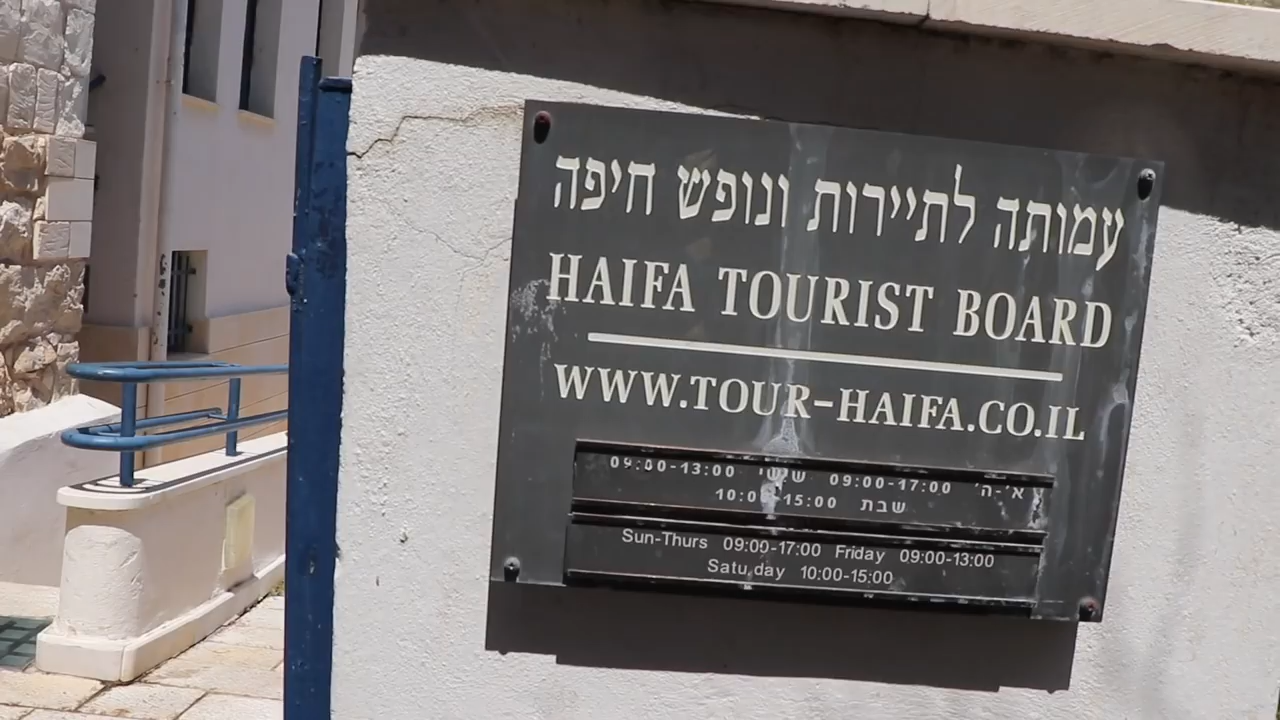 עמותה לתיירות ונופש חיפה
HAIFA TOURIST BOARD
WWW.TOUR-HAIFA.CO.IL
א'-ה' 09:00-17:00 שישי 09:00-13:00
שבת 10:00-15:00
Sun-Thurs 09:00-17:00 Friday 09:00-13:00
Satu day 10:00-15:00